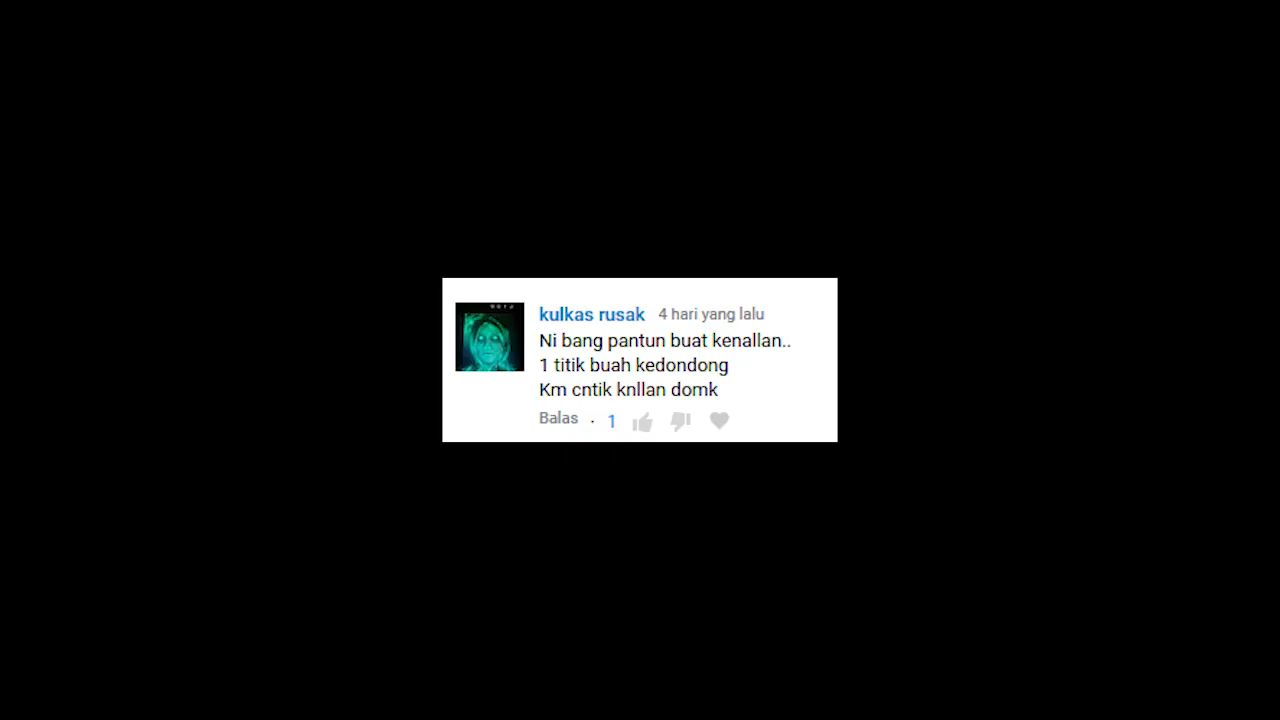 kulkas rusak 4 hari yang lalu
Ni bang pantun buat kenallan..
1 titik buah kedondong
Km cntik knllan domk
Balas . 1